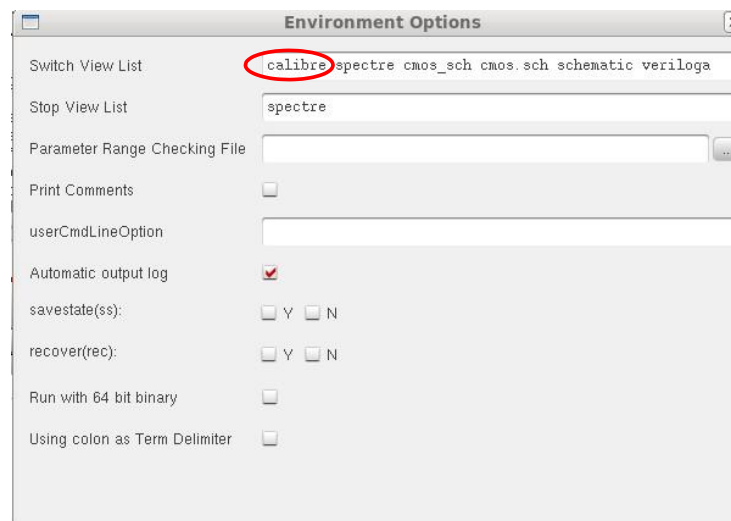 Environment Options
Switch View List calibre spectre cmos_sch cmos.sch schematic veriloga
Stop View List spectre
Parameter Range Checking File ...
Print Comments
userCmdLineOption
Automatic output log
savestate(ss): Y N
recover(rec): Y N
Run with 64 bit binary
Using colon as Term Delimiter